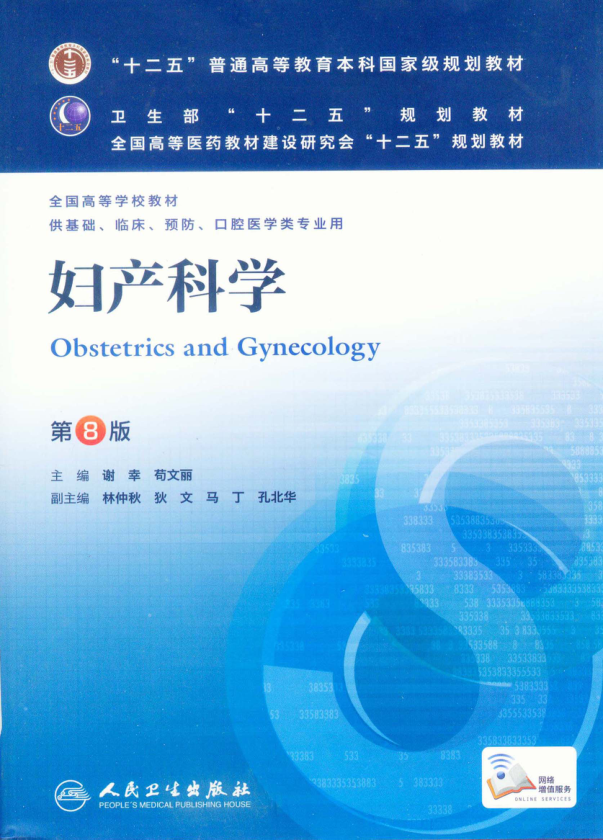 “十二五”普通高等教育本科国家级规划教材
卫生部“十二五”规划教材
十二五
全国高等医药教材建设研究会“十二五”规划教材
全国高等学校教材
供基础、临床、预防、口腔医学类专业用
妇产科学
Obstetrics and Gynecology
第8版
主 编 谢 幸 苟文丽
副主编 林仲秋 狄 文 马 丁 孔北华
人民卫生出版社
PEOPLE'S MEDICAL PUBLISHING HOUSE
网络
增值服务
ONLINE SERVICES